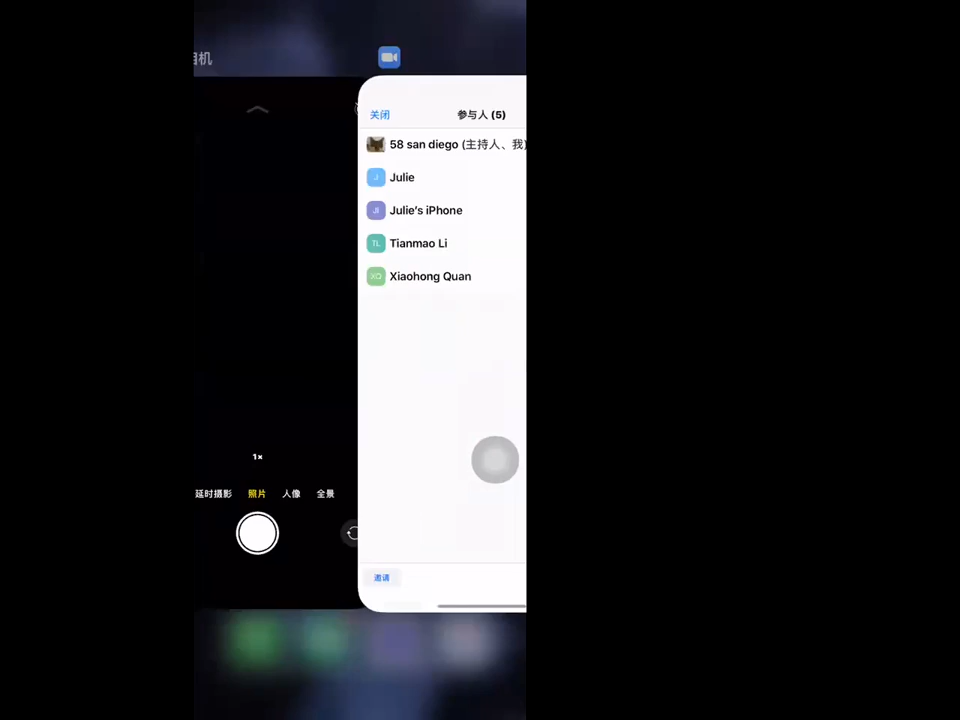 相机
关闭
参与人 (5)
58 san diego (主持人、我)
J
Julie
JI
Julie's iPhone
TL
Tianmao Li
XQ
Xiaohong Quan
1×
延时摄影
照片
人像
全景
邀请